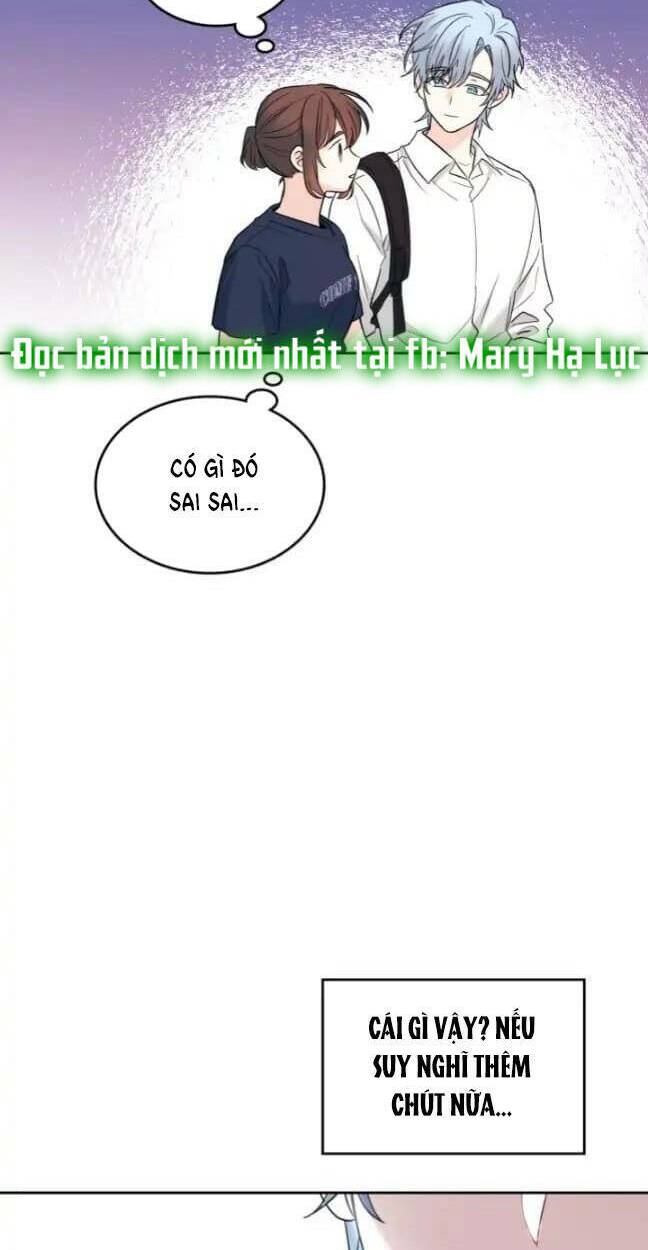 Đọc bản dịch mới nhất tại fb: Mary Hạ Lục
CÓ GÌ ĐÓ
SAI SAI...
CÁI GÌ VẬY? NẾU
SUY NGHĨ THÊM
CHÚT NỮA...